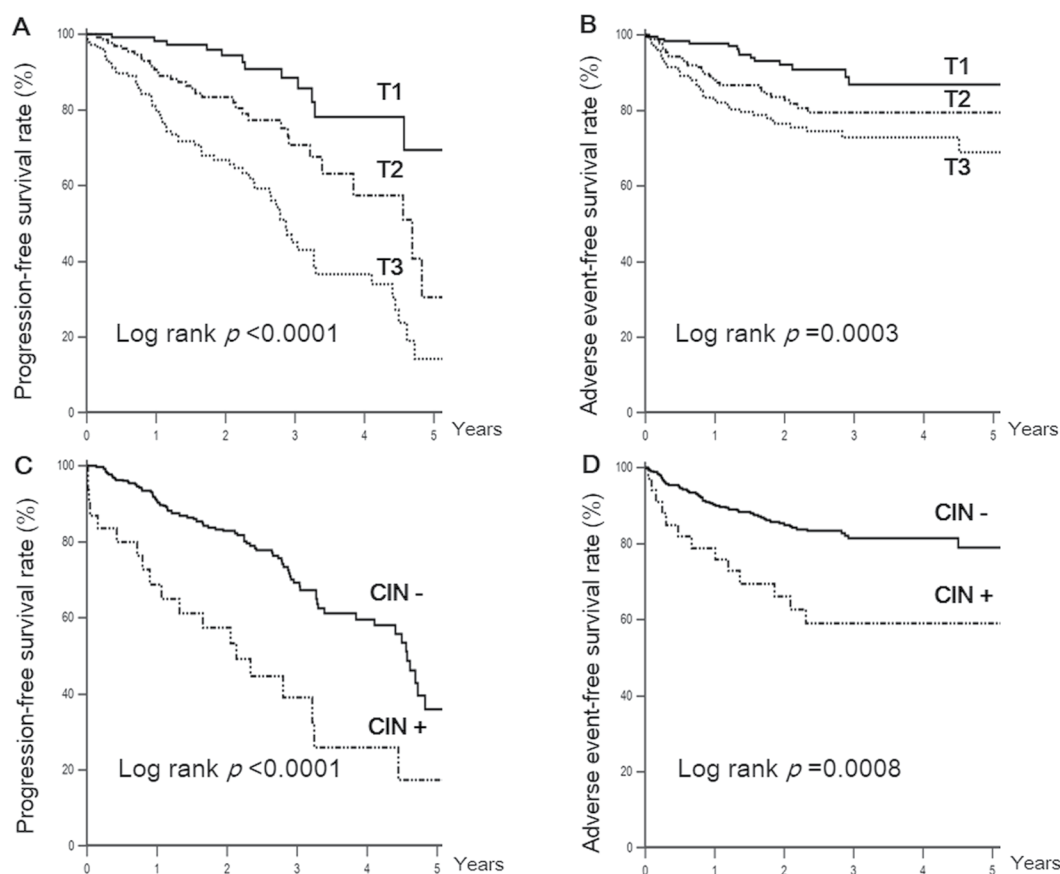 A
Progression-free survival rate (%)
100
80
60
40
20
0
0 1 2 3 4 5 Years
T1
T2
T3
Log rank p <0.0001
B
Adverse event-free survival rate (%)
100
80
60
40
20
0
0 1 2 3 4 5 Years
T1
T2
T3
Log rank p =0.0003
C
Progression-free survival rate (%)
100
80
60
40
20
0
0 1 2 3 4 5 Years
CIN -
CIN +
Log rank p <0.0001
D
Adverse event-free survival rate (%)
100
80
60
40
20
0
0 1 2 3 4 5 Years
CIN -
CIN +
Log rank p =0.0008